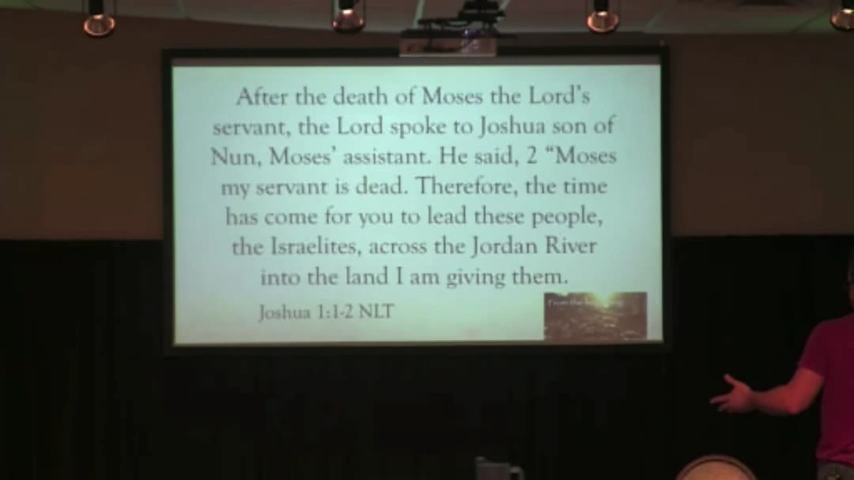 After the death of Moses the Lord's
servant, the Lord spoke to Joshua son of
Nun, Moses' assistant. He said, 2 “Moses
my servant is dead. Therefore, the time
has come for you to lead these people,
the Israelites, across the Jordan River
into the land I am giving them.
Joshua 1:1-2 NLT
From the